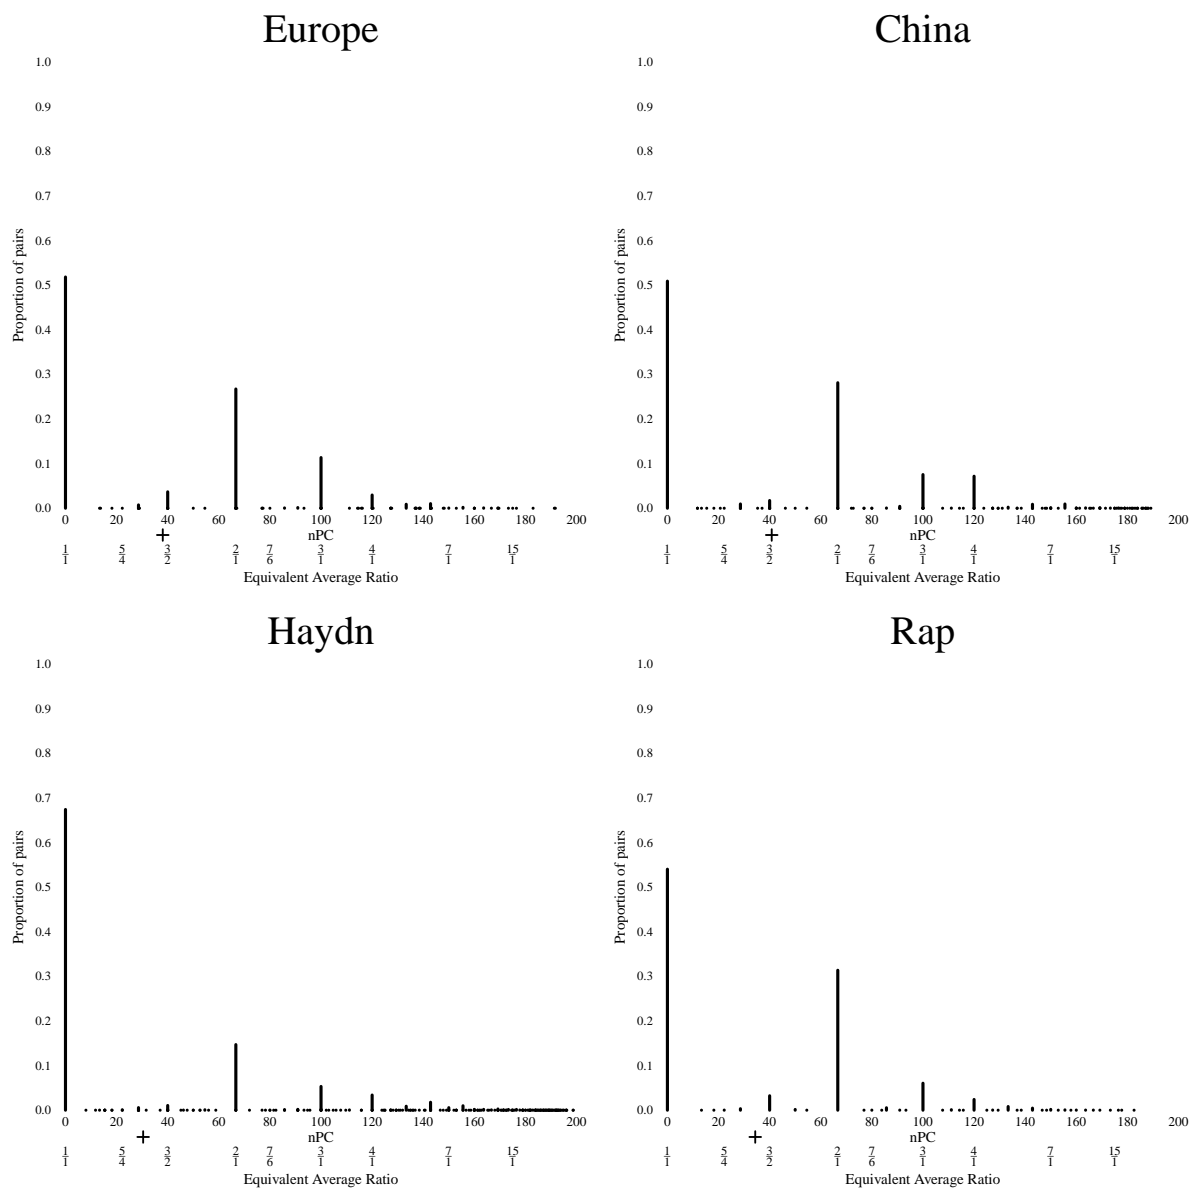 Europe
Proportion of pairs
1.0
0.9
0.8
0.7
0.6
0.5
0.4
0.3
0.2
0.1
0.0
0 20 40 60 80 100 120 140 160 180 200
+ nPC
1/1 5/4 3/2 2/1 7/6 3/1 4/1 7/1 15/1
Equivalent Average Ratio
China
Proportion of pairs
1.0
0.9
0.8
0.7
0.6
0.5
0.4
0.3
0.2
0.1
0.0
0 20 40 60 80 100 120 140 160 180 200
+ nPC
1/1 5/4 3/2 2/1 7/6 3/1 4/1 7/1 15/1
Equivalent Average Ratio
Haydn
Proportion of pairs
1.0
0.9
0.8
0.7
0.6
0.5
0.4
0.3
0.2
0.1
0.0
0 20 40 60 80 100 120 140 160 180 200
+ nPC
1/1 5/4 3/2 2/1 7/6 3/1 4/1 7/1 15/1
Equivalent Average Ratio
Rap
Proportion of pairs
1.0
0.9
0.8
0.7
0.6
0.5
0.4
0.3
0.2
0.1
0.0
0 20 40 60 80 100 120 140 160 180 200
+ nPC
1/1 5/4 3/2 2/1 7/6 3/1 4/1 7/1 15/1
Equivalent Average Ratio